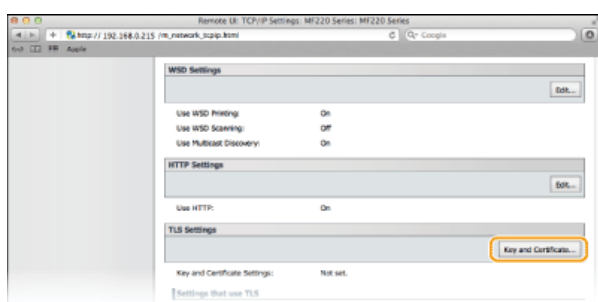 Remote UI: TCP/IP Settings: MF220 Series: MF220 Series
http://192.168.0.215/m_network_tcpip.html
Google
Apple
WSD Settings
Edit...
Use WSD Printing: On
Use WSD Scanning: Off
Use Multicast Discovery: On
HTTP Settings
Edit...
Use HTTP: On
TLS Settings
Key and Certificate...
Key and Certificate Settings: Not set.
Settings that use TLS